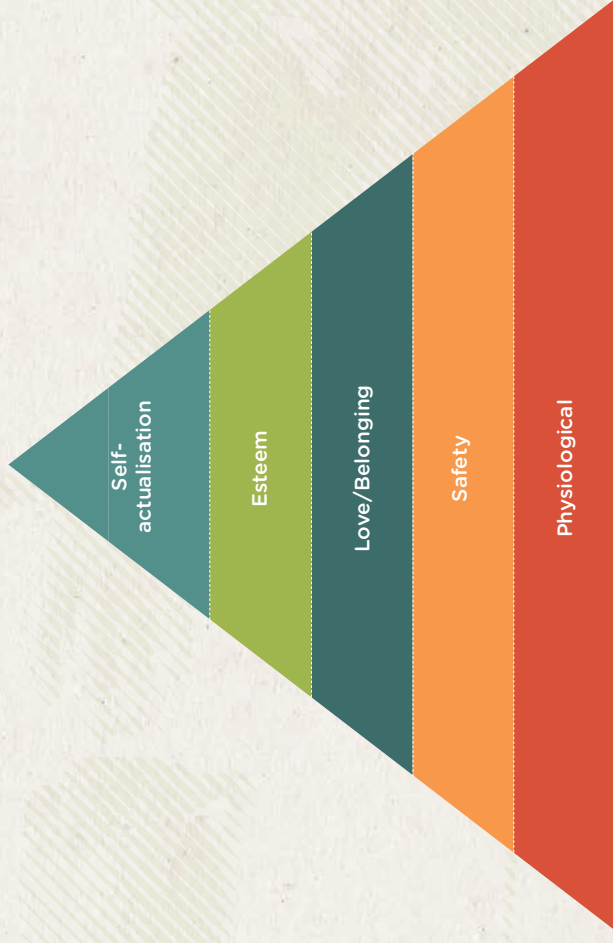 Self-
actualisation
Esteem
Love/Belonging
Safety
Physiological